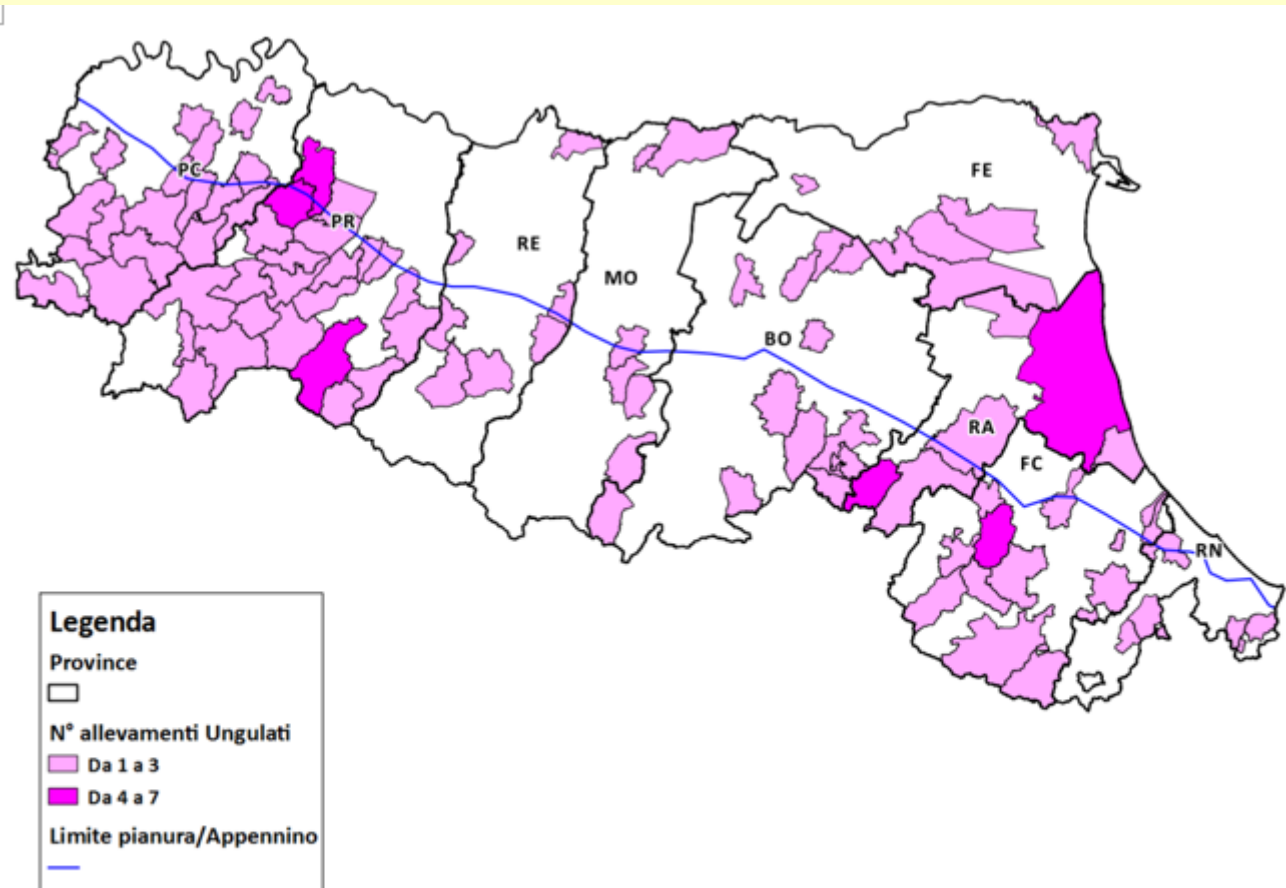 PC
PR
RE
MO
FE
BO
RA
FC
RN
Legenda
Province
N° allevamenti Ungulati
Da 1 a 3
Da 4 a 7
Limite pianura/Appennino